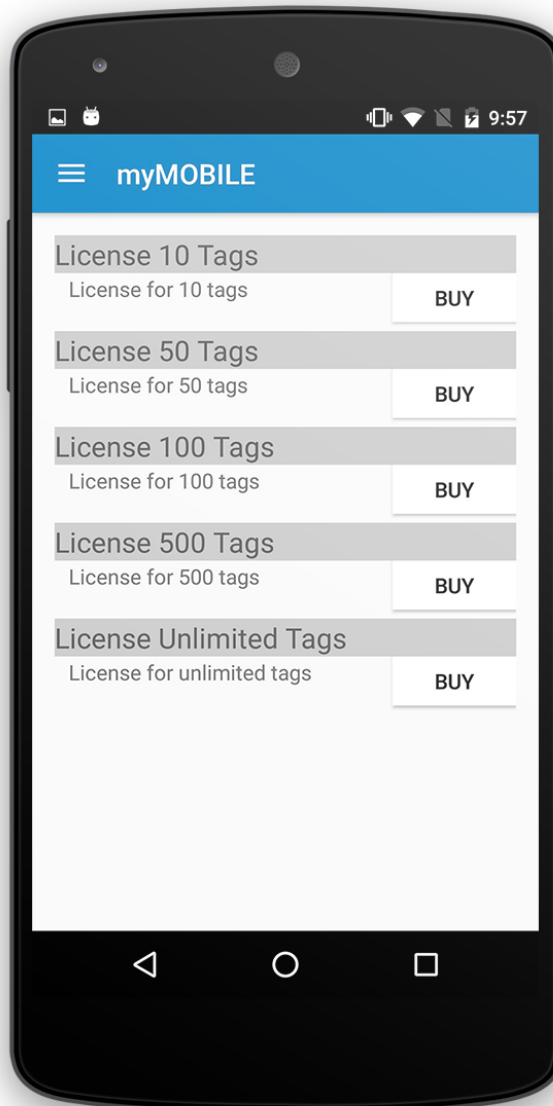 9:57
myMOBILE
License 10 Tags
License for 10 tags
BUY
License 50 Tags
License for 50 tags
BUY
License 100 Tags
License for 100 tags
BUY
License 500 Tags
License for 500 tags
BUY
License Unlimited Tags
License for unlimited tags
BUY